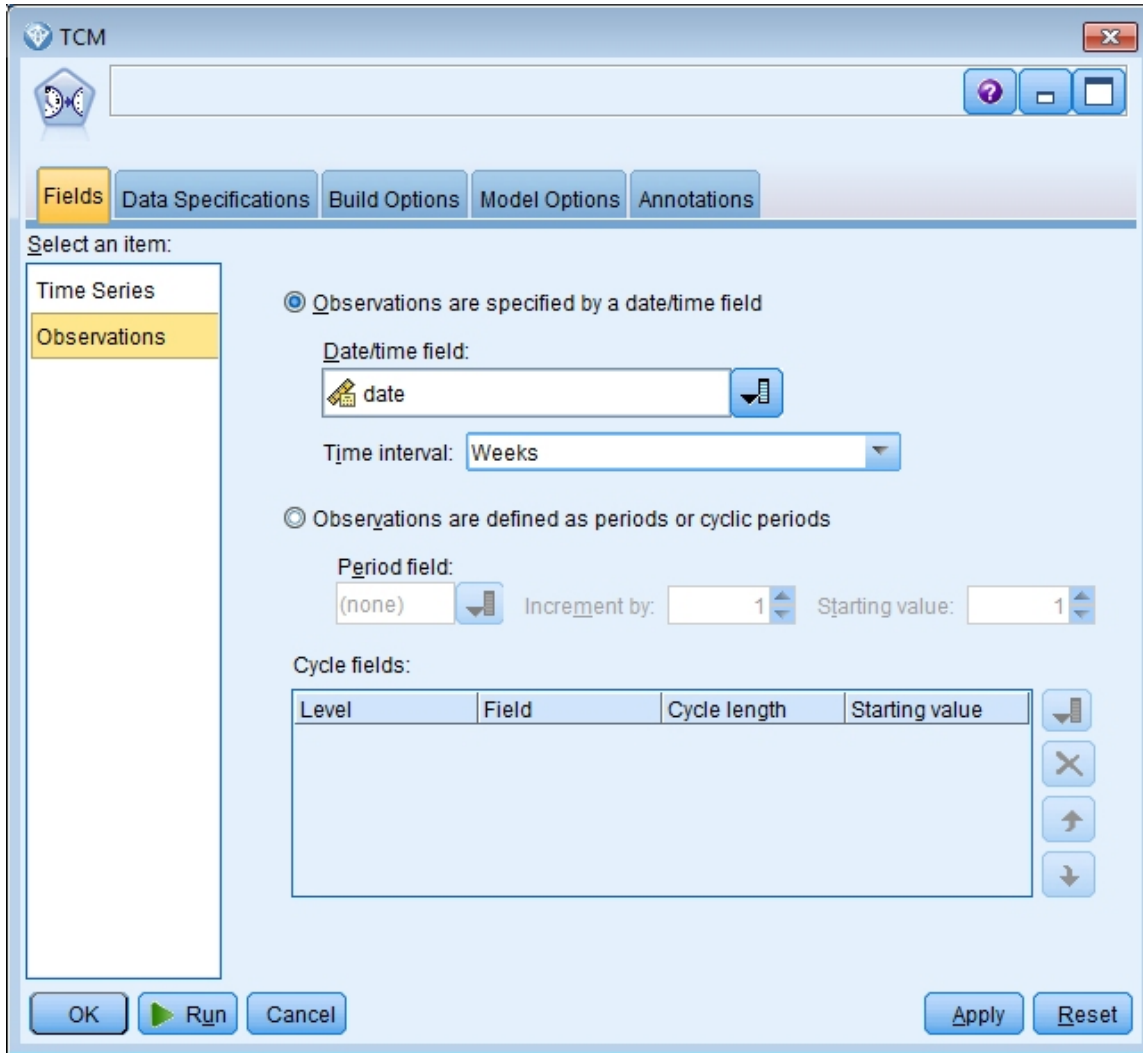 TCM
Fields Data Specifications Build Options Model Options Annotations
Select an item:
Time Series
Observations
Observations are specified by a date/time field
Date/time field:
date
Time interval: Weeks
Observations are defined as periods or cyclic periods
Period field:
(none) Increment by: 1 Starting value: 1
Cycle fields:
Level Field Cycle length Starting value
OK Run Cancel Apply Reset